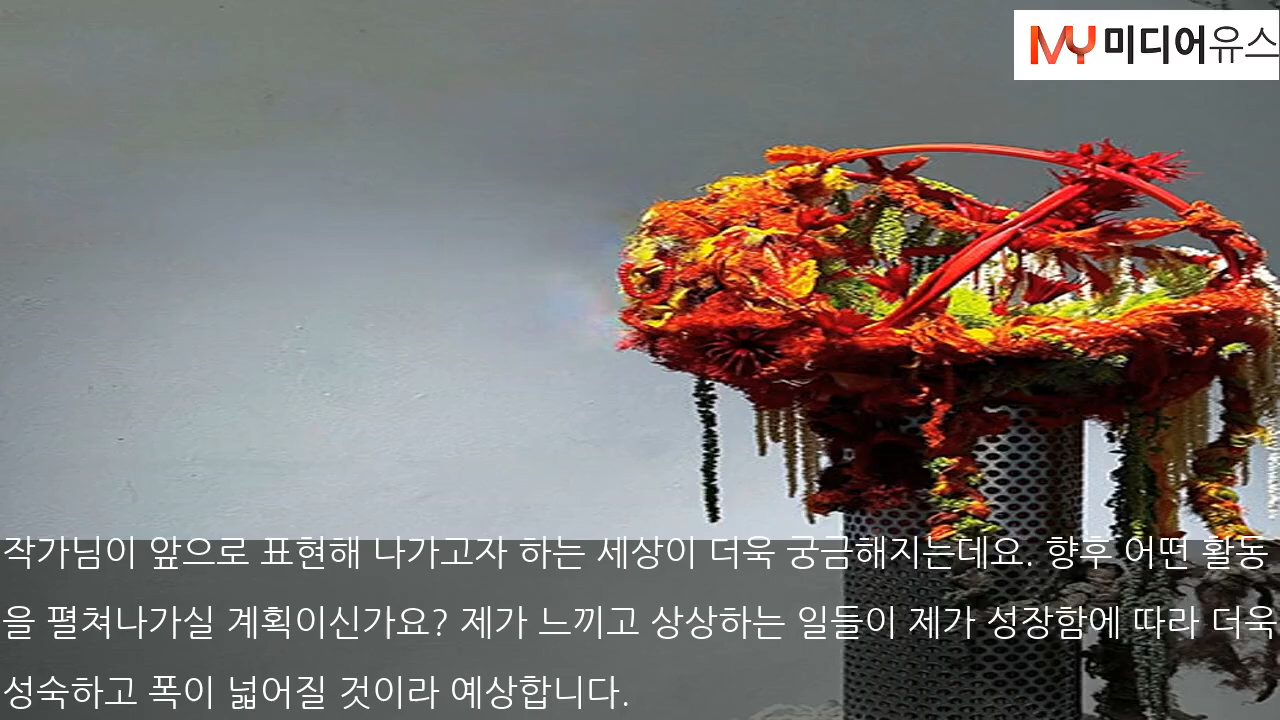 MY 미디어유스
작가님이 앞으로 표현해 나가고자 하는 세상이 더욱 궁금해지는데요. 향후 어떤 활동
을 펼쳐나가실 계획이신가요? 제가 느끼고 상상하는 일들이 제가 성장함에 따라 더욱
성숙하고 폭이 넓어질 것이라 예상합니다.